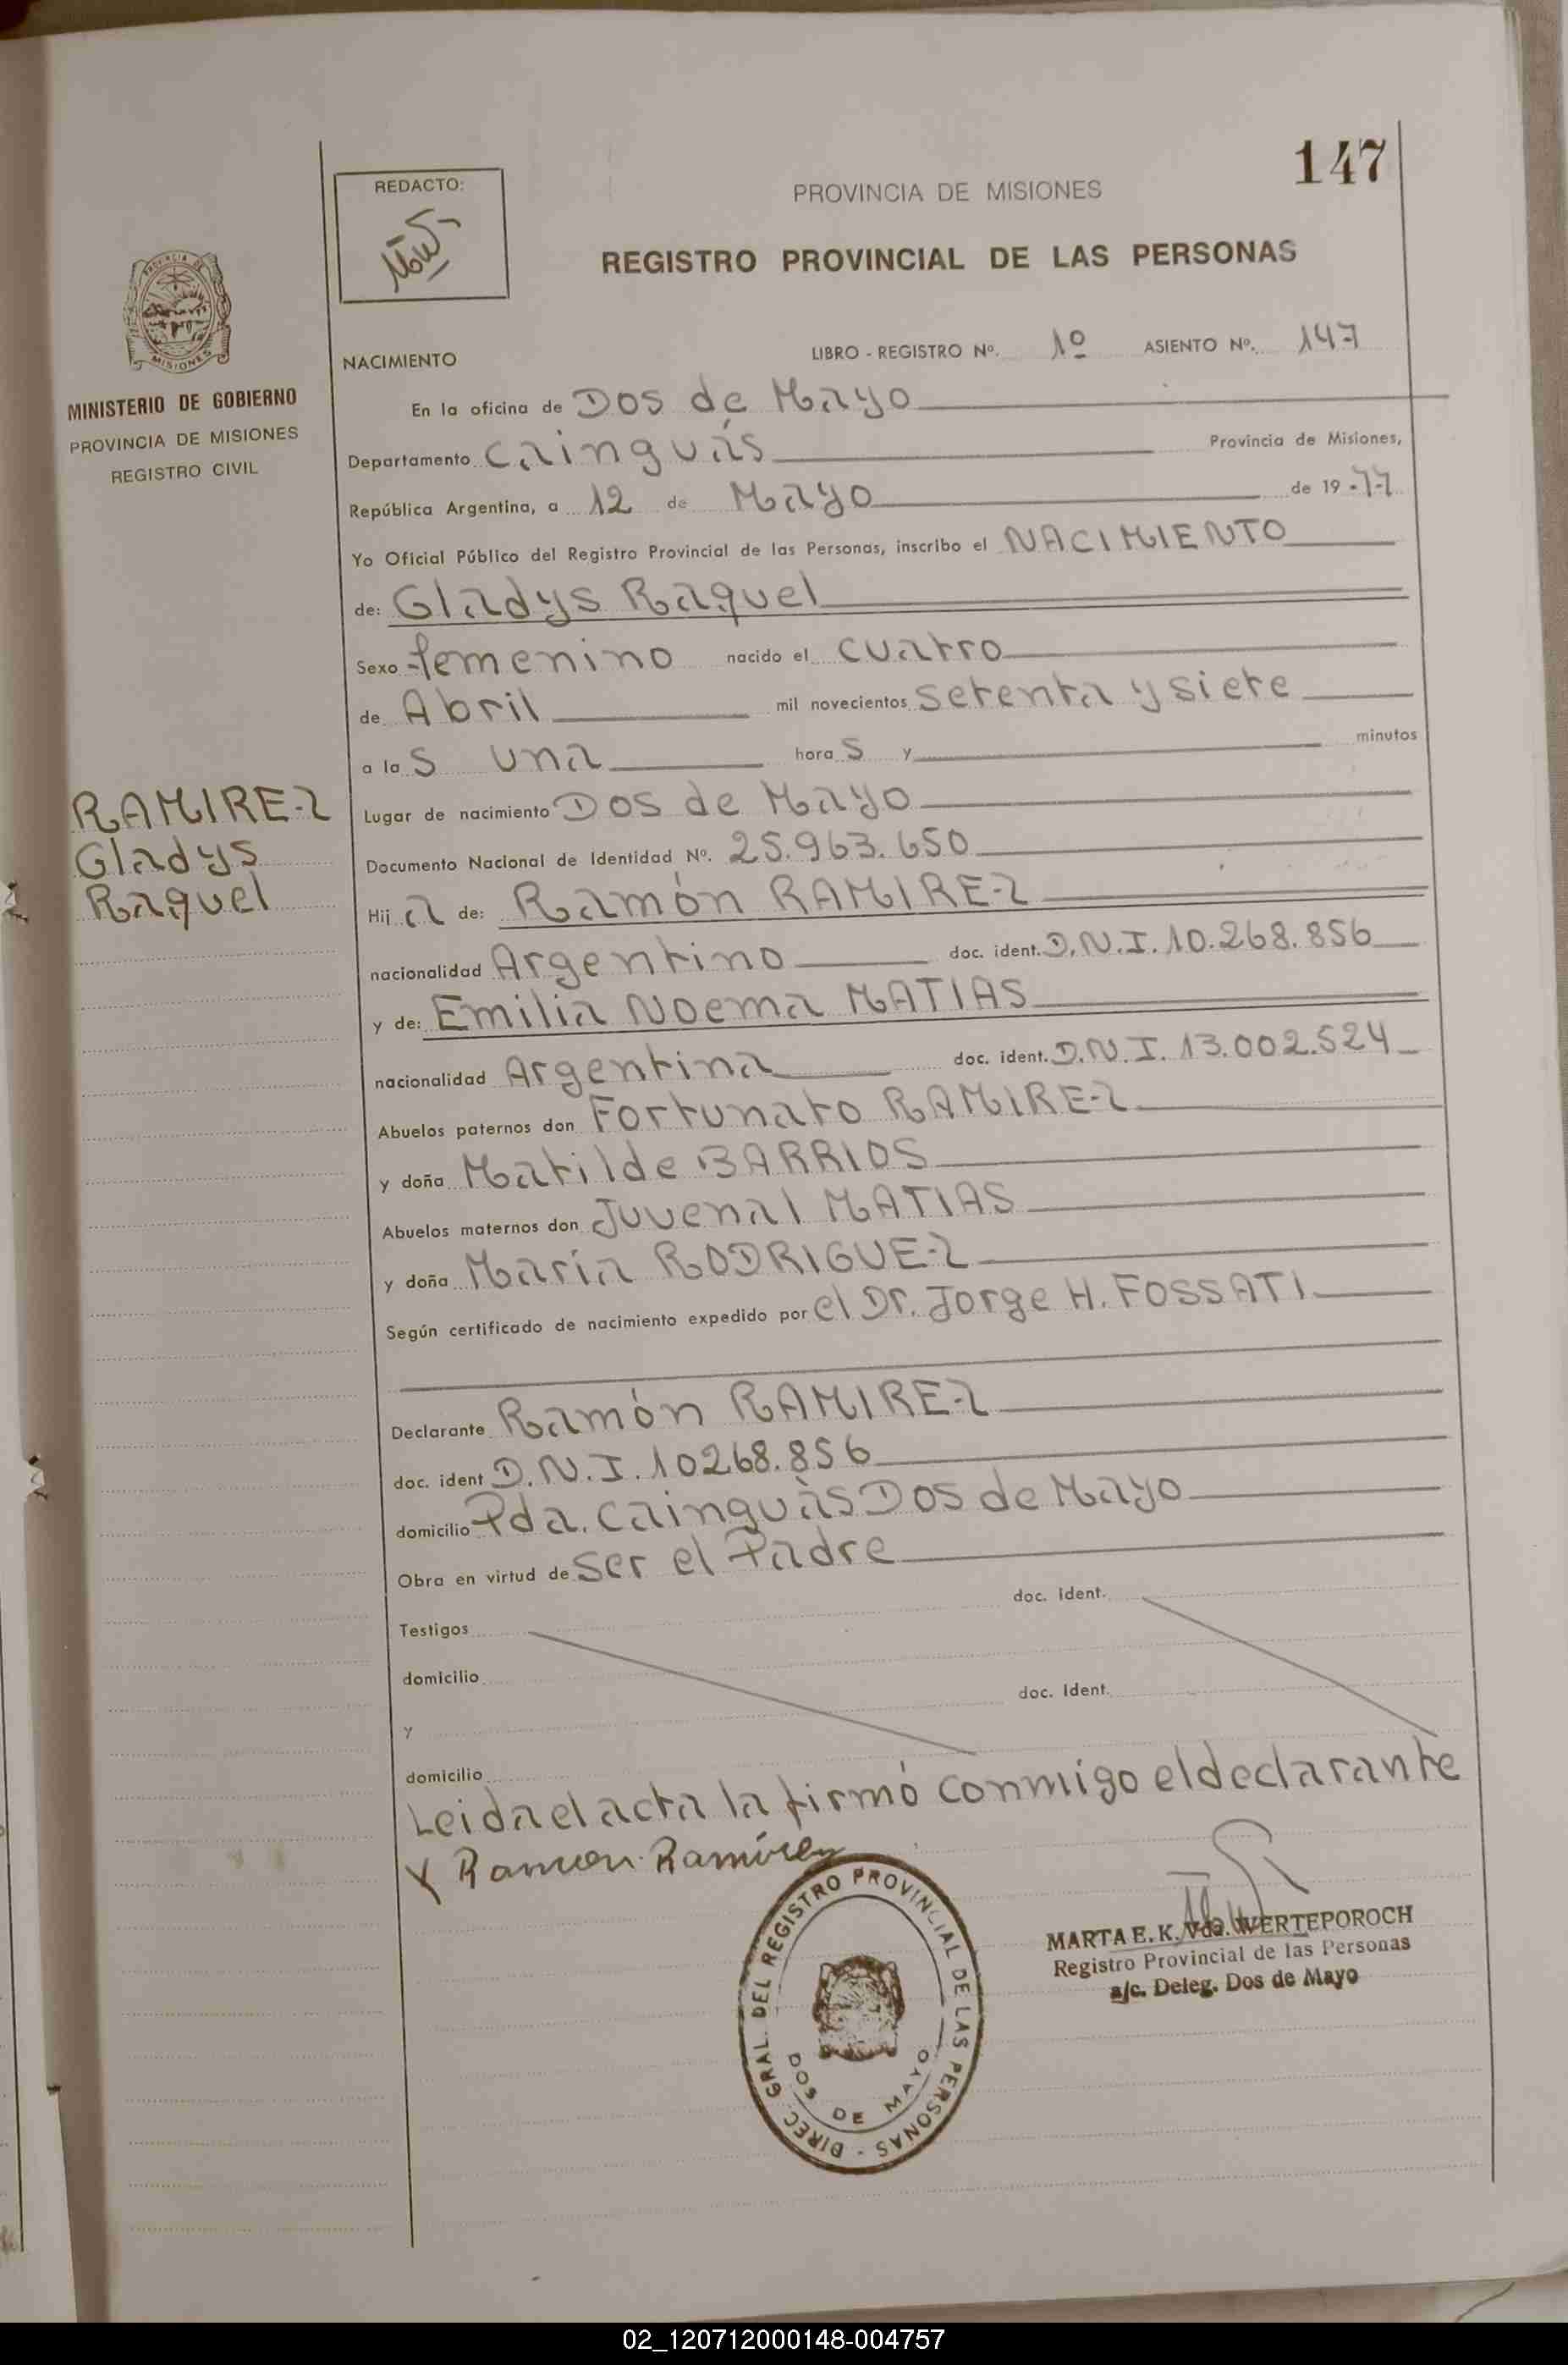 147
REDACTO:
PROVINCIA DE MISIONES
REGISTRO PROVINCIAL DE LAS PERSONAS
PROVINCIA DE
MISIONES
MINISTERIO DE GOBIERNO
PROVINCIA DE MISIONES
REGISTRO CIVIL
NACIMIENTO LIBRO - REGISTRO Nº. 1º ASIENTO Nº. 147
En la oficina de Dos de Mayo
Departamento Cainguás Provincia de Misiones,
República Argentina, a 12 de Mayo de 19 -77
Yo Oficial Público del Registro Provincial de las Personas, inscribo el NACIMIENTO
de: Gladys Raquel
Sexo femenino nacido el cuatro
de Abril mil novecientos setenta y siete
a las una horas y minutos
RAMIREZ
Gladys
Raquel
Lugar de nacimiento Dos de Mayo
Documento Nacional de Identidad Nº. 25.963.650
Hij a de: Ramón RAMIREZ
nacionalidad Argentino doc. ident. D.N.I. 10.268.856
y de: Emilia Noema MATIAS
nacionalidad Argentina doc. ident. D.N.I. 13.002.524
Abuelos paternos don Fortunato RAMIREZ
y doña Matilde BARRIOS
Abuelos maternos don Juvenal MATIAS
y doña María RODRIGUEZ
Según certificado de nacimiento expedido por el Dr. Jorge H. FOSSATI
Declarante Ramón RAMIREZ
doc. ident D.N.I. 10268.856
domicilio Pda. Cainguàs Dos de Mayo
Obra en virtud de ser el Padre
doc. ident.
Testigos
domicilio
doc. Ident.
y
domicilio
Leida el acta la firmó conmigo el declarante
X Ramon Ramírez
DIREC. GRAL. DEL REGISTRO PROVINCIAL DE LAS PERSONAS -
DOS DE MAYO
MARTA E. K. Vda. WERTEPOROCH
Registro Provincial de las Personas
a/c. Deleg. Dos de Mayo
02_120712000148-004757